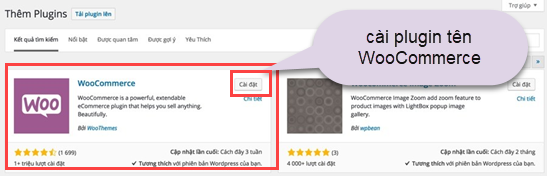 Trợ giúp
Thêm Plugins Tải plugin lên
Kết quả tìm kiếm Nổi bật Được quan tâm Được gợi ý Yêu Thích
cài plugin tên
WooCommerce
»
WOO
WooCommerce
Cài đặt
Chi tiết
WooCommerce is a powerful, extendable
eCommerce plugin that helps you sell anything.
Beautifully.
Bởi WooThemes
(1 699)
1+ triệu lượt cài đặt
Cập nhật lần cuối: Cách đây 3 tuần
Tương thích với phiên bản Wordpress của bạn.
WooCommerce Image Zoom
Cài đặt
Chi tiết
WooCommerce Image Zoom add zoom feature to
product images with LightBox popup image
gallery.
Bởi wpbean
(3)
4 000+ lượt cài đặt
Cập nhật lần cuối: Cách đây 2 tháng
Tương thích với phiên bản Wordpress của bạn.